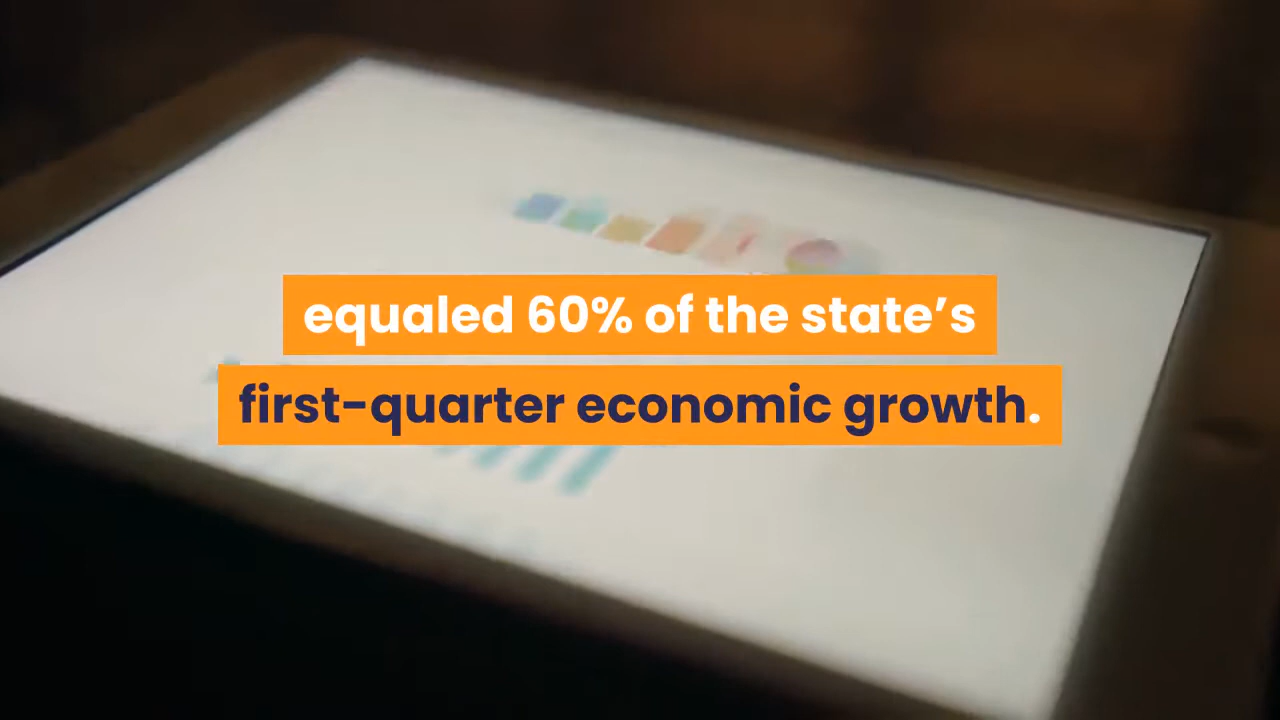 equaled 60% of the state’s
first-quarter economic growth.